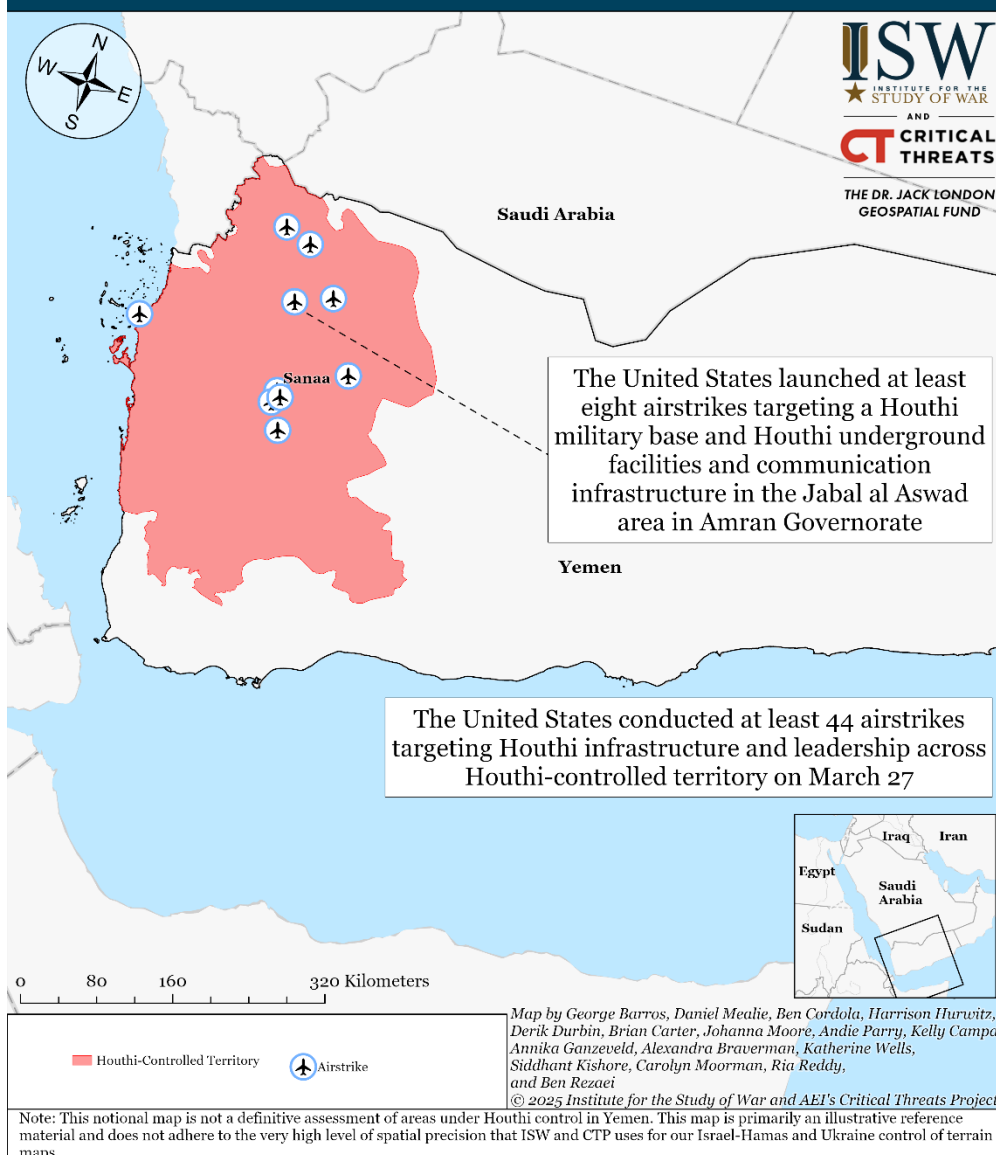 N
W
E
S
ISW
INSTITUTE FOR THE
STUDY OF WAR
AND
CT CRITICAL
THREATS
THE DR. JACK LONDON
GEOSPATIAL FUND
Saudi Arabia
Sanaa
The United States launched at least
eight airstrikes targeting a Houthi
military base and Houthi underground
facilities and communication
infrastructure in the Jabal al Aswad
area in Amran Governorate
Yemen
The United States conducted at least 44 airstrikes
targeting Houthi infrastructure and leadership across
Houthi-controlled territory on March 27
Iraq
Iran
Egypt
Saudi
Arabia
Sudan
0 80 160 320 Kilometers
Houthi-Controlled Territory
Airstrike
Map by George Barros, Daniel Mealie, Ben Cordola, Harrison Hurwitz,
Derik Durbin, Brian Carter, Johanna Moore, Andie Parry, Kelly Campa
Annika Ganzeveld, Alexandra Braverman, Katherine Wells,
Siddhant Kishore, Carolyn Moorman, Ria Reddy,
and Ben Rezaei
© 2025 Institute for the Study of War and AEI's Critical Threats Project
Note: This notional map is not a definitive assessment of areas under Houthi control in Yemen. This map is primarily an illustrative reference
material and does not adhere to the very high level of spatial precision that ISW and CTP uses for our Israel-Hamas and Ukraine control of terrain
maps